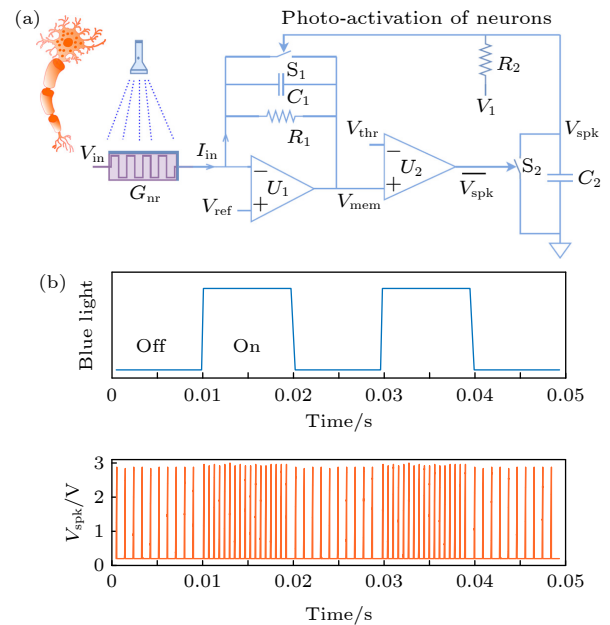 (a)
Photo-activation of neurons
S1
R2
C1
V1
R1
Vin
Iin
Vthr
Vspk
Gnr
U1
U2
S2
C2
Vref
Vmem
Vspk
(b)
Blue light
Off
On
0 0.01 0.02 0.03 0.04 0.05
Time/s
Vspk/V
3
2
1
0
0 0.01 0.02 0.03 0.04 0.05
Time/s